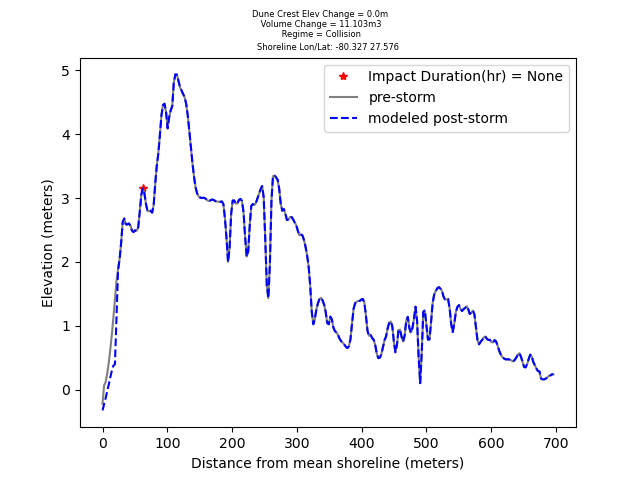 Dune Crest Elev Change = 0.0m
Volume Change = 11.103m3
Regime = Collision
Shoreline Lon/Lat: -80.327 27.576
Impact Duration(hr) = None
pre-storm
modeled post-storm
5
4
3
2
1
0
Elevation (meters)
0 100 200 300 400 500 600 700
Distance from mean shoreline (meters)